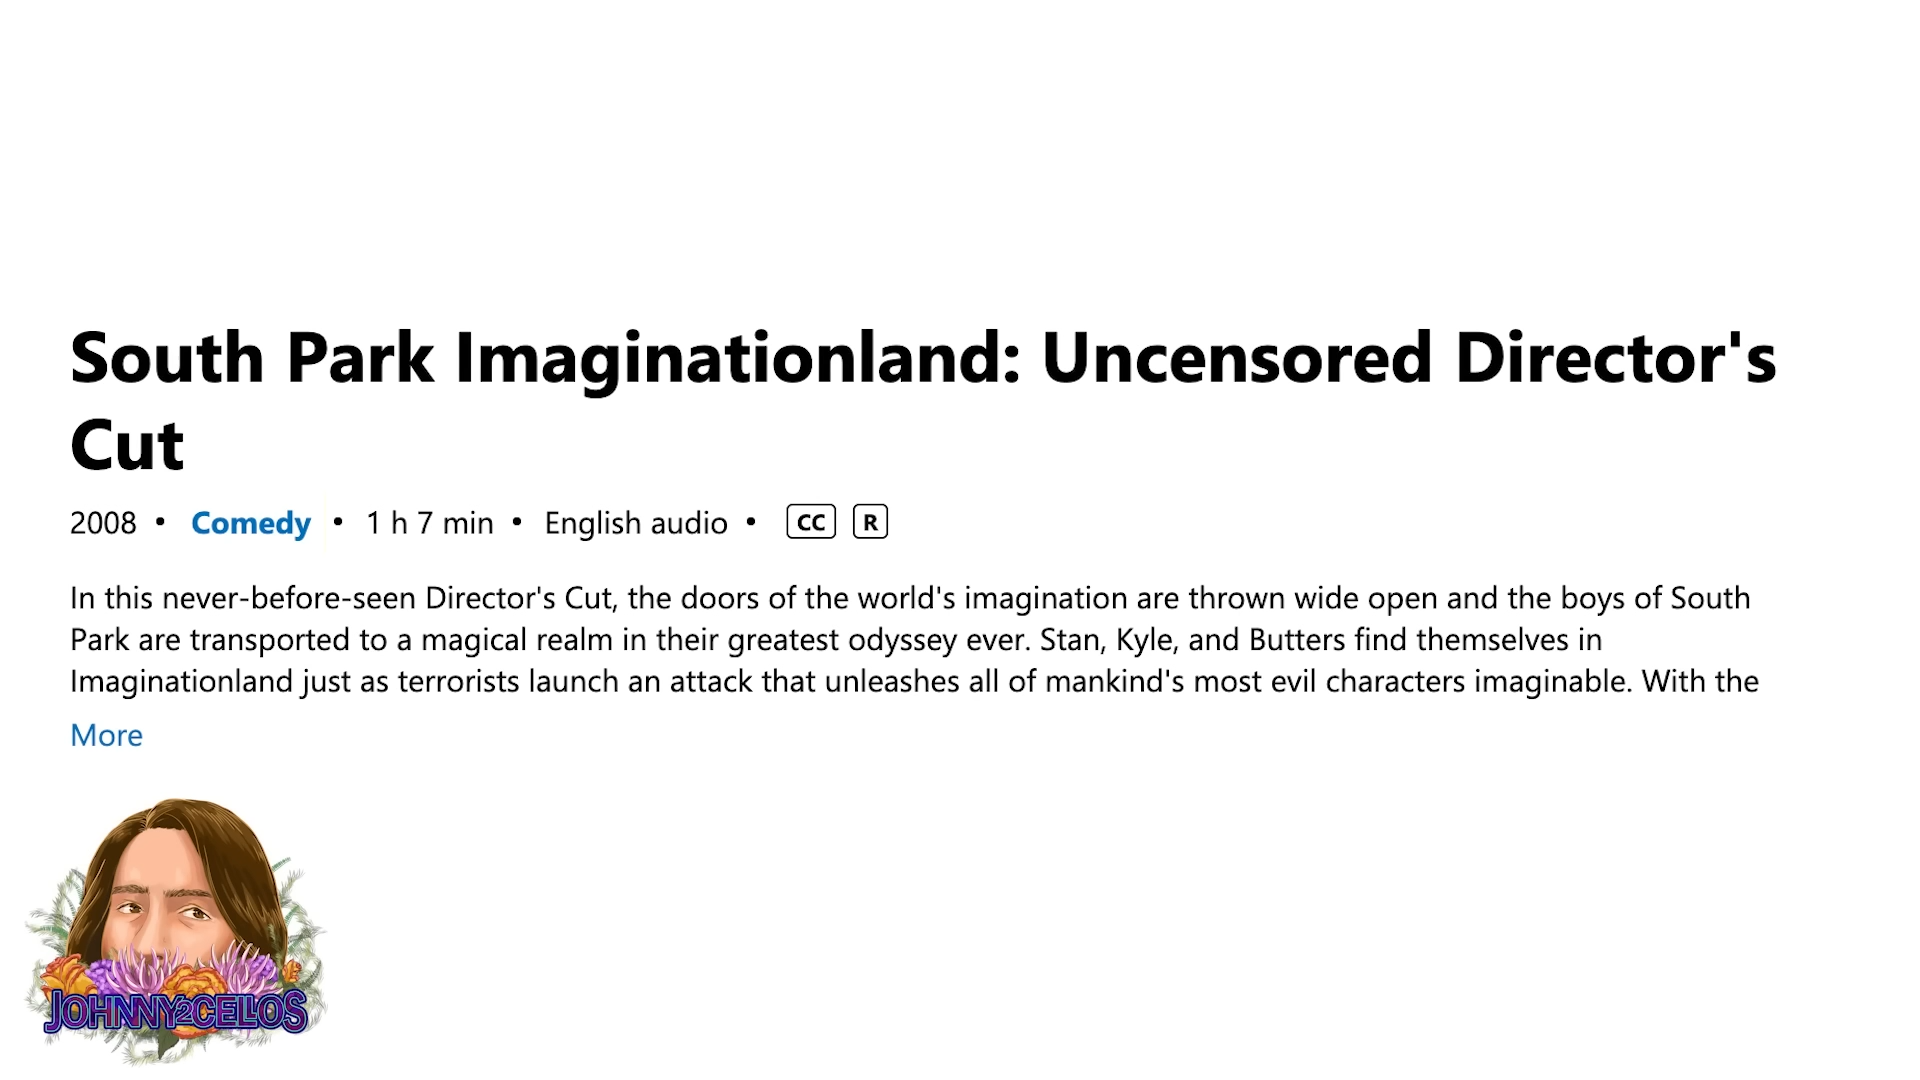 South Park Imaginationland: Uncensored Director's
Cut
2008 • Comedy • 1 h 7 min • English audio • CC R
In this never-before-seen Director's Cut, the doors of the world's imagination are thrown wide open and the boys of South
Park are transported to a magical realm in their greatest odyssey ever. Stan, Kyle, and Butters find themselves in
Imaginationland just as terrorists launch an attack that unleashes all of mankind's most evil characters imaginable. With the
More
JOHNNY2CELLOS